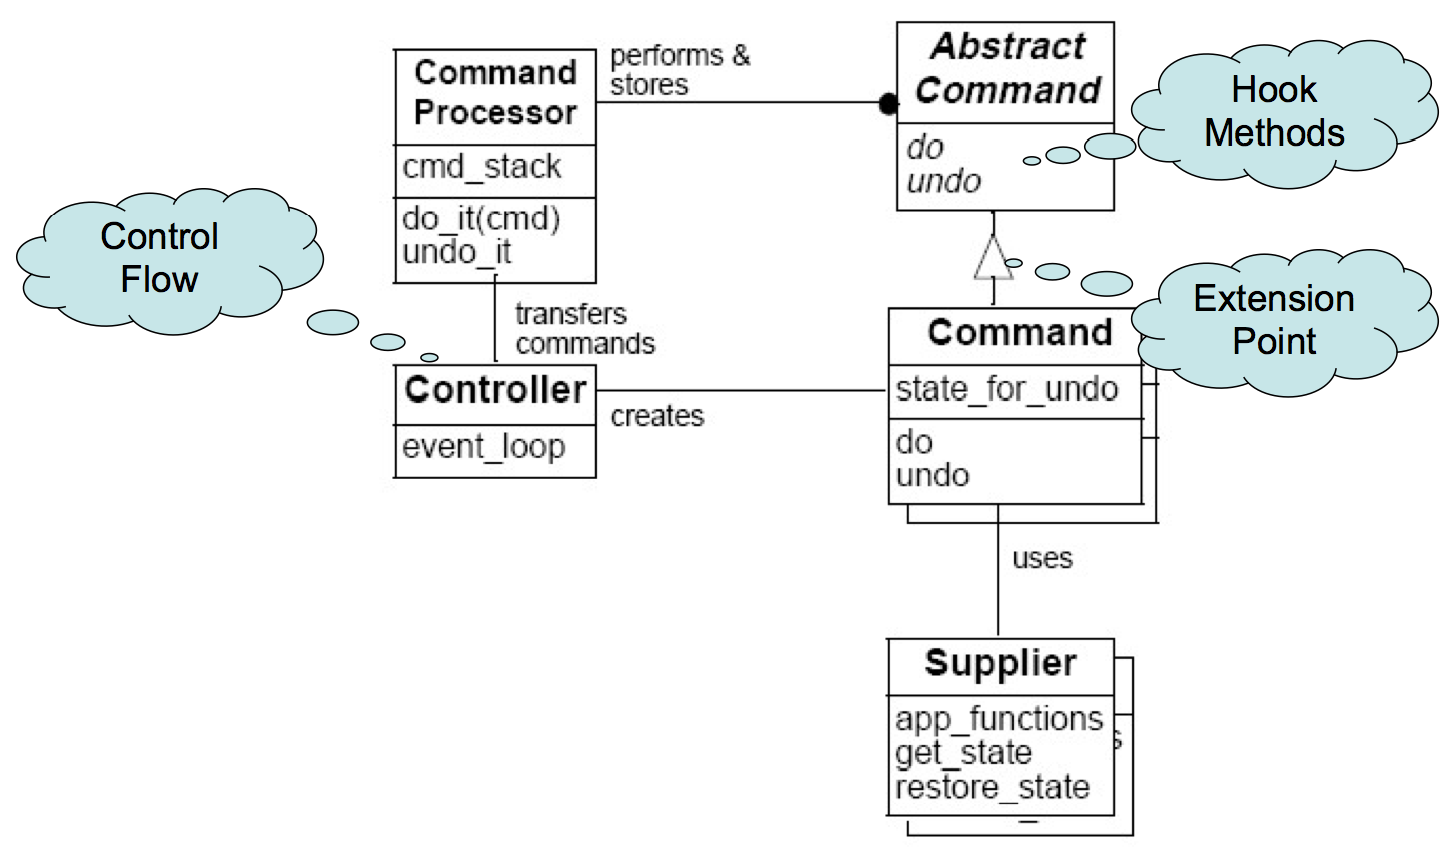 Command
Processor
cmd_stack
do_it(cmd)
undo_it
performs &
stores
Abstract
Command
do
undo
Hook
Methods
Control
Flow
transfers
commands
Extension
Point
Controller
event_loop
creates
Command
state_for_undo
do
undo
uses
Supplier
app_functions
get_state
restore_state